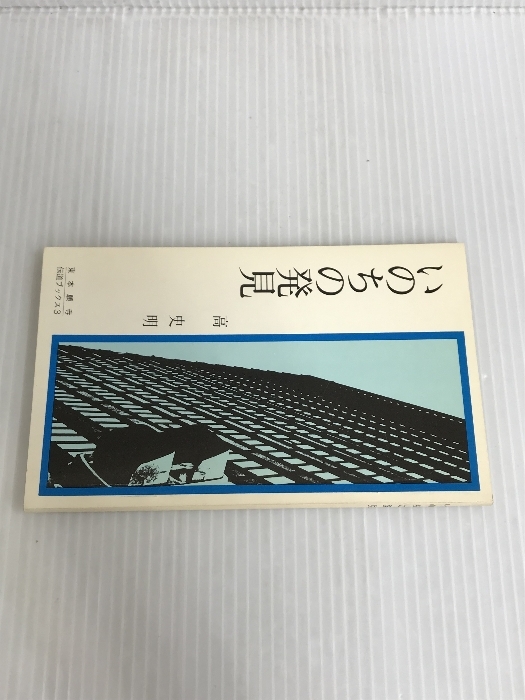 いのちの発見
高史明
東本願寺
伝道ブックス3